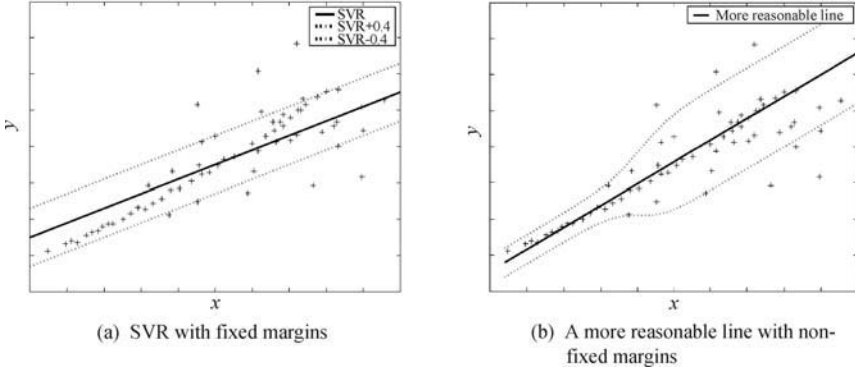 SVR
SVR+0.4
SVR-0.4
y
x
(a) SVR with fixed margins
More reasonable line
y
x
(b) A more reasonable line with non-
fixed margins